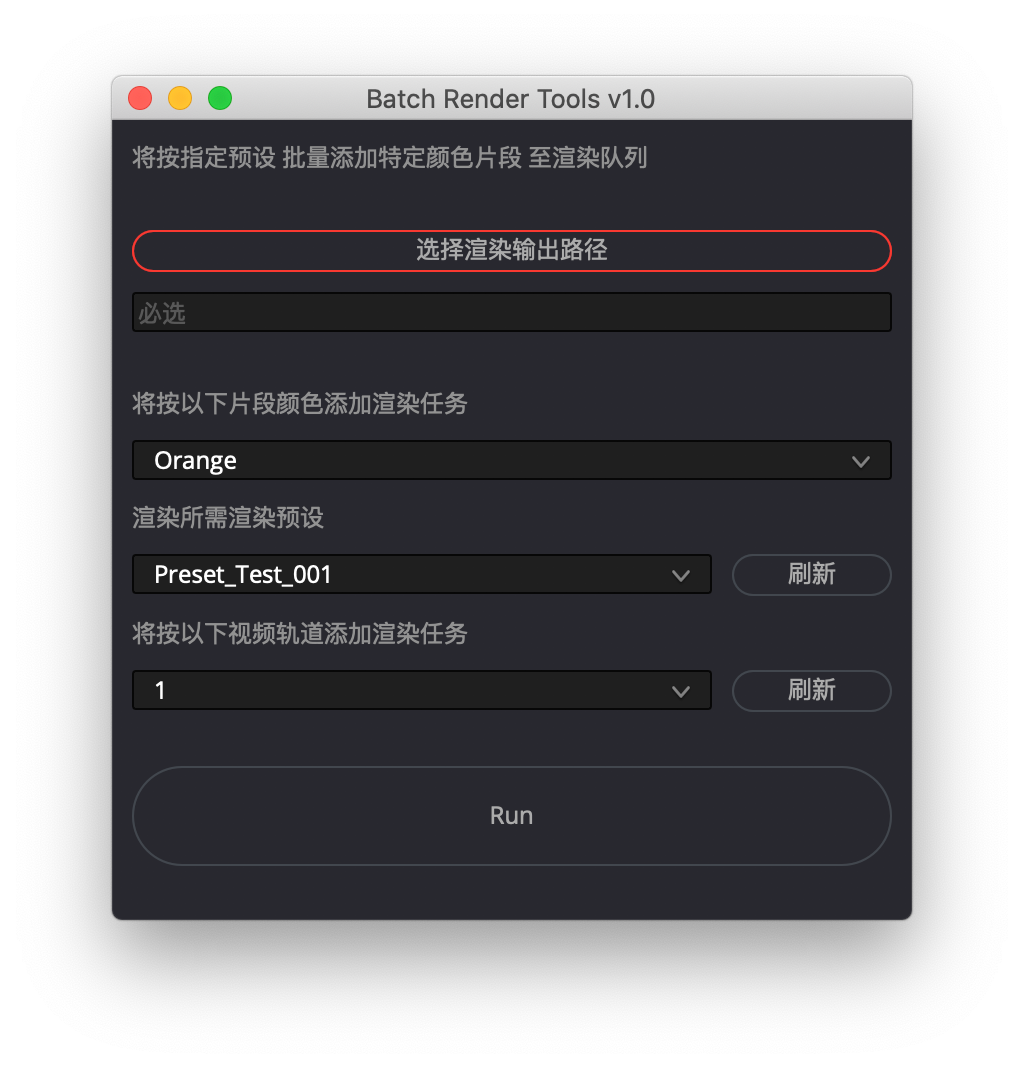 Batch Render Tools v1.0
将按指定预设 批量添加特定颜色片段 至渲染队列
选择渲染输出路径
必选
将按以下片段颜色添加渲染任务
Orange
渲染所需渲染预设
Preset_Test_001
刷新
将按以下视频轨道添加渲染任务
1
刷新
Run